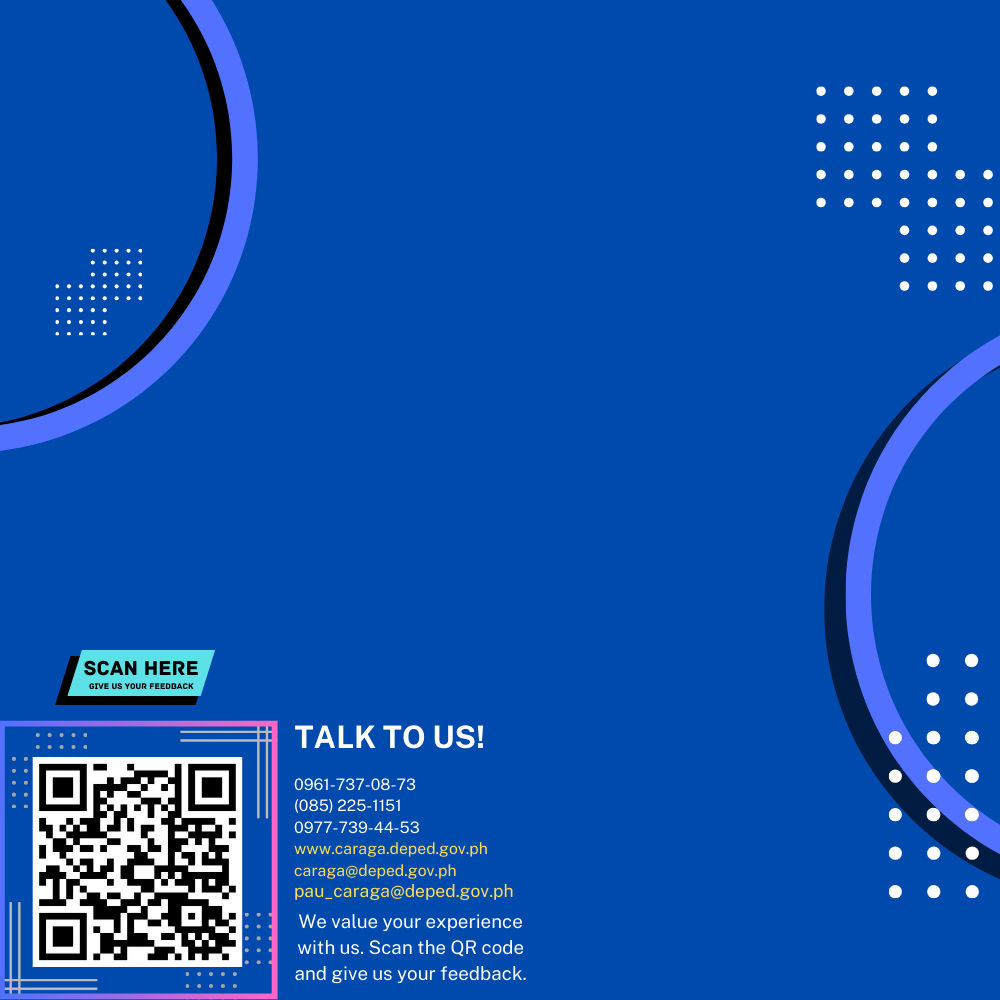 SCAN HERE
GIVE US YOUR FEEDBACK
TALK TO US!
0961-737-08-73
(085) 225-1151
0977-739-44-53
www.caraga.deped.gov.ph
caraga@deped.gov.ph
pau_caraga@deped.gov.ph
We value your experience
with us. Scan the QR code
and give us your feedback.